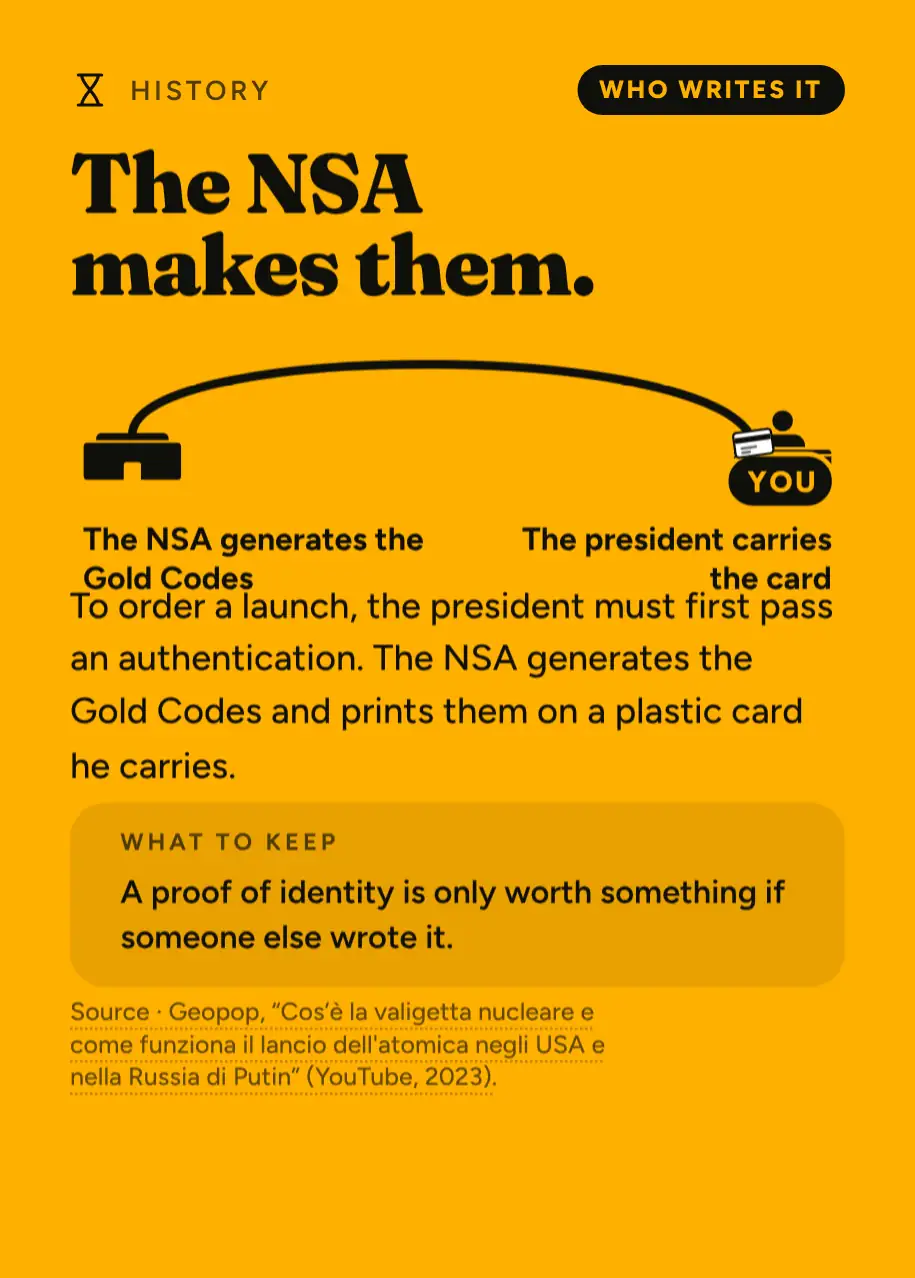 HISTORY
WHO WRITES IT
The NSA
makes them.
YOU
The NSA generates the
Gold Codes
The president carries
the card
To order a launch, the president must first pass
an authentication. The NSA generates the
Gold Codes and prints them on a plastic card
he carries.
WHAT TO KEEP
A proof of identity is only worth something if
someone else wrote it.
Source · Geopop, “Cos’è la valigetta nucleare e
come funziona il lancio dell'atomica negli USA e
nella Russia di Putin” (YouTube, 2023).